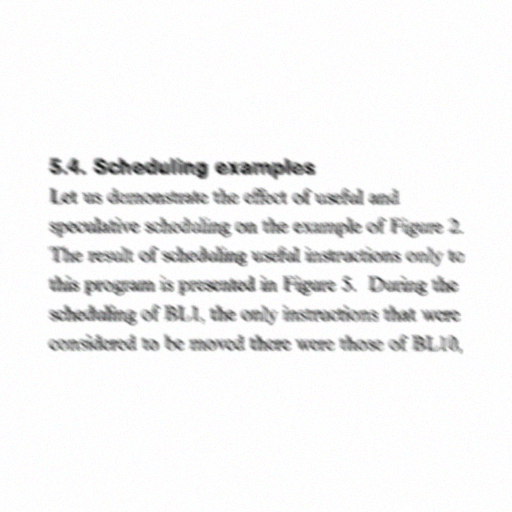 5.4. Scheduling examples
Let us demonstrate the effect of useful and
speculative scheduling on the example of Figure 2.
The result of scheduling useful instructions only to
this program is presented in Figure 5. During the
scheduling of BL1, the only instructions that were
considered to be moved there were those of BL10,